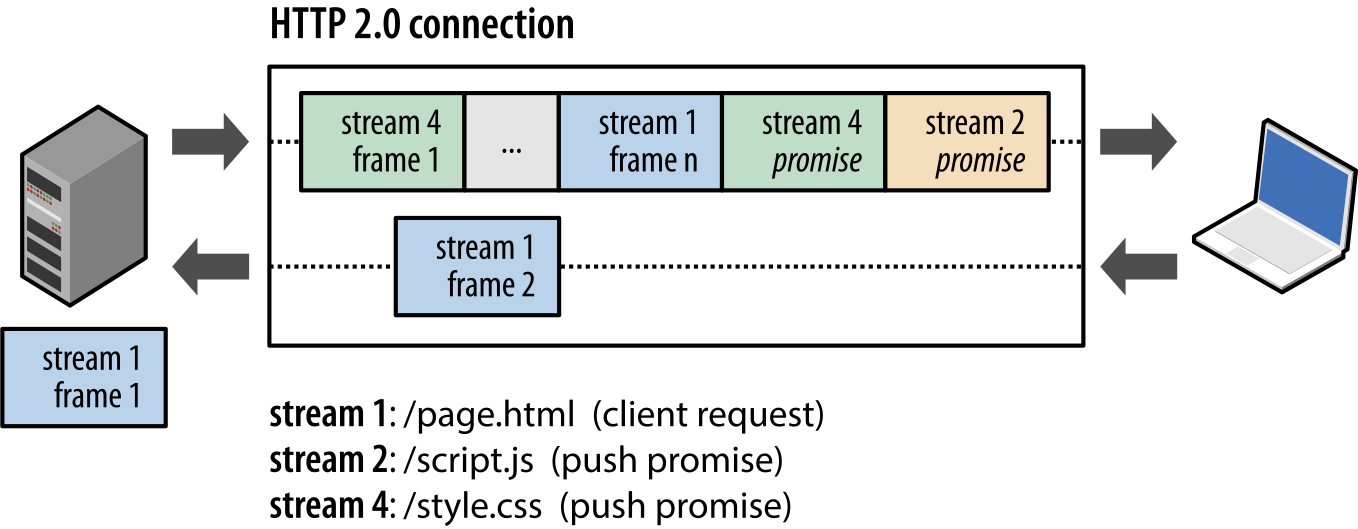 HTTP 2.0 connection
stream 4
frame 1
...
stream 1
frame n
stream 4
promise
stream 2
promise
stream 1
frame 2
stream 1
frame 1
stream 1: /page.html (client request)
stream 2: /script.js (push promise)
stream 4: /style.css (push promise)